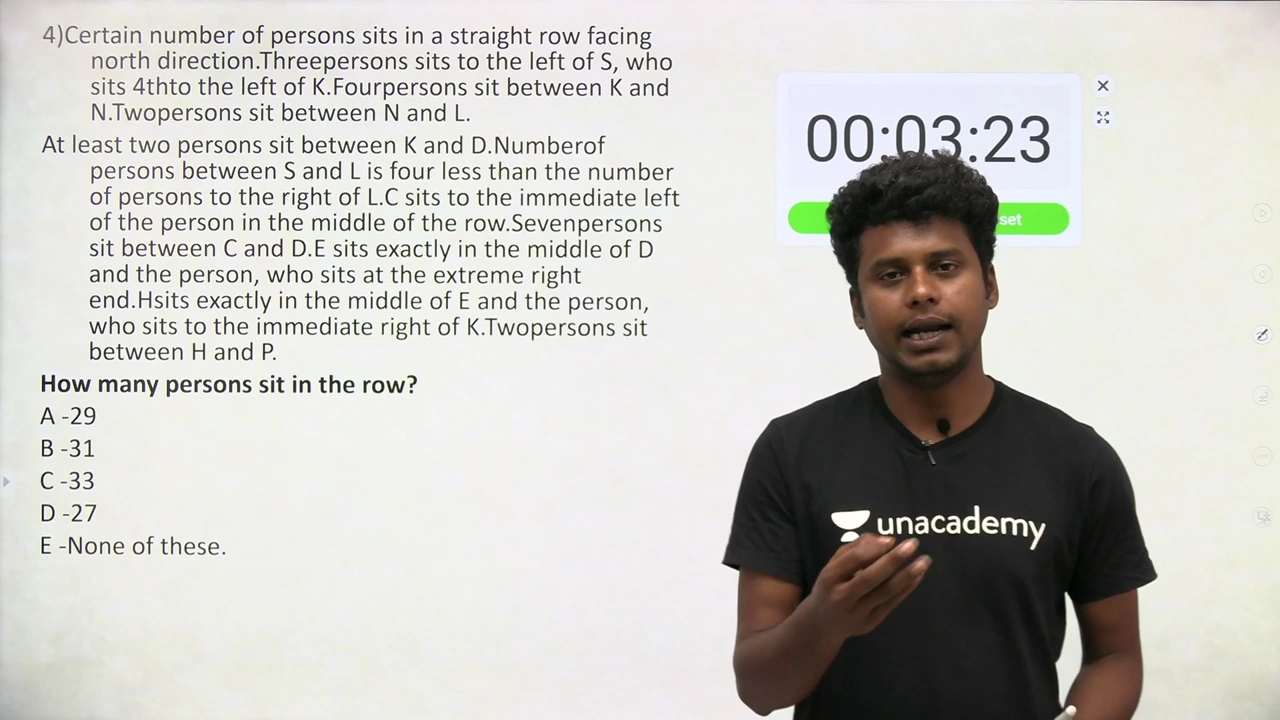 4)Certain number of persons sits in a straight row facing
north direction.Threepersons sits to the left of S, who
sits 4thto the left of K.Fourpersons sit between K and
N.Twopersons sit between N and L.
At least two persons sit between K and D.Numberof
persons between S and L is four less than the number
of persons to the right of L.C sits to the immediate left
of the person in the middle of the row.Sevenpersons
sit between C and D.E sits exactly in the middle of D
and the person, who sits at the extreme right
end.Hsits exactly in the middle of E and the person,
who sits to the immediate right of K.Twopersons sit
between H and P.
How many persons sit in the row?
A -29
B -31
C -33
D -27
E -None of these.
00:03:23
set
unacademy